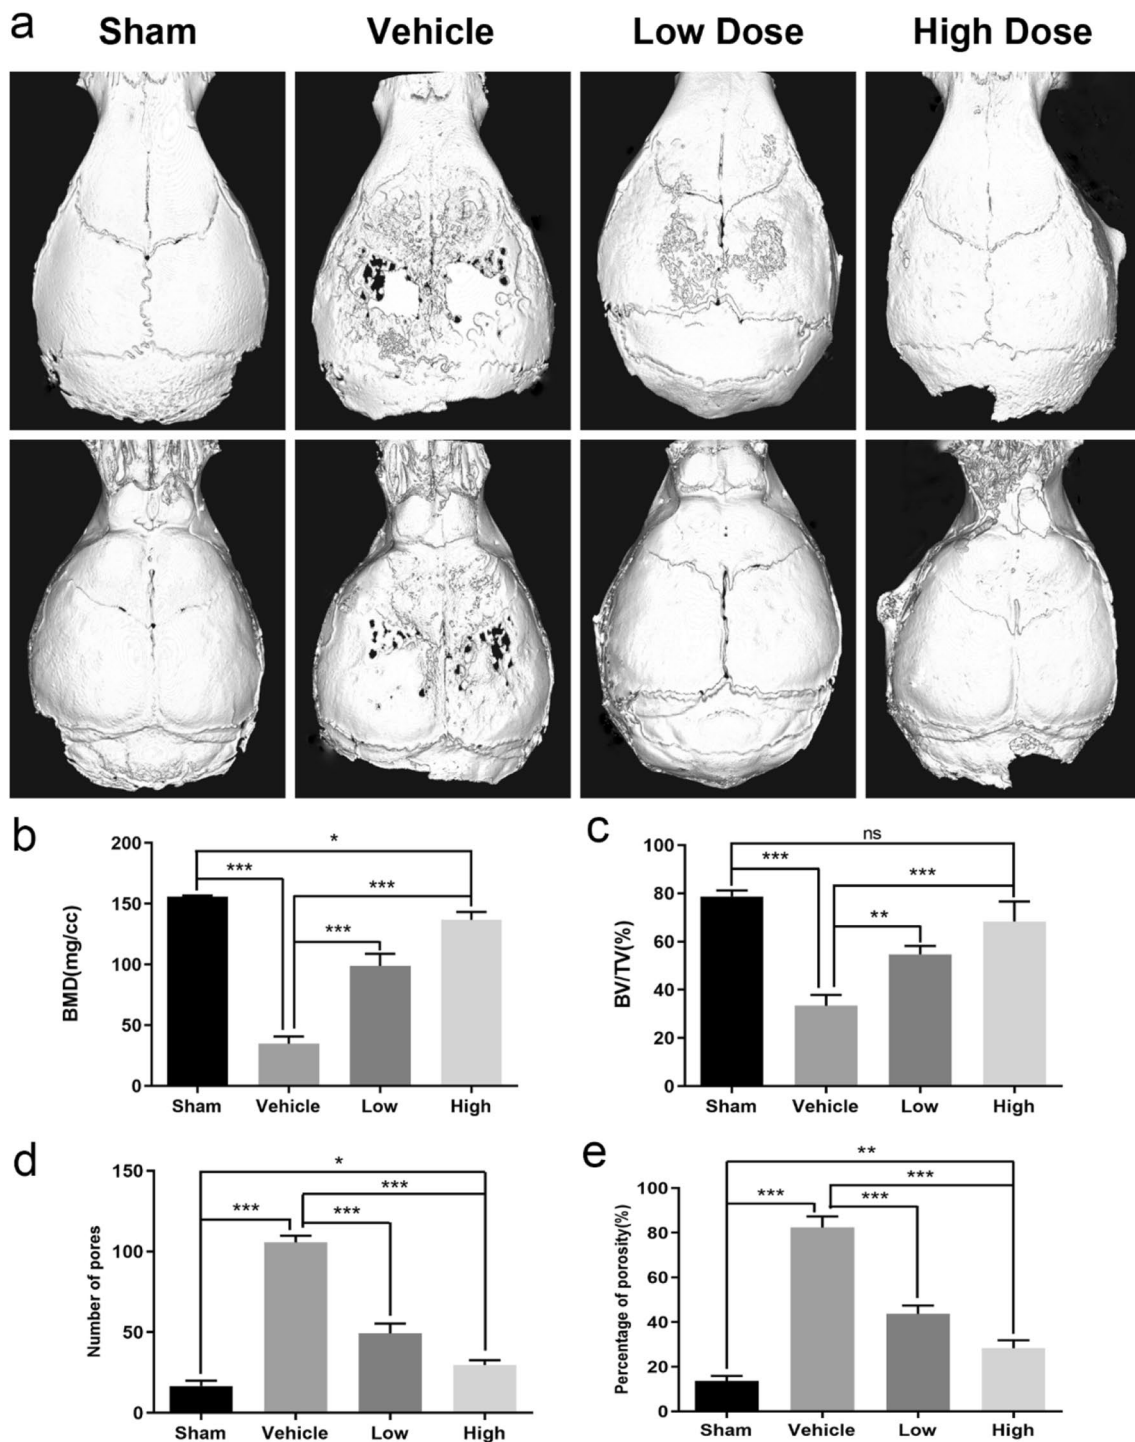 a
Sham Vehicle Low Dose High Dose
b
BMD(mg/cc)
200
150
100
50
0
*
***
***
***
Sham Vehicle Low High
c
BV/TV(%)
100
80
60
40
20
0
ns
***
***
**
Sham Vehicle Low High
d
Number of pores
150
100
50
0
*
***
***
***
Sham Vehicle Low High
e
Percentage of porosity(%)
100
80
60
40
20
0
**
***
***
***
Sham Vehicle Low High